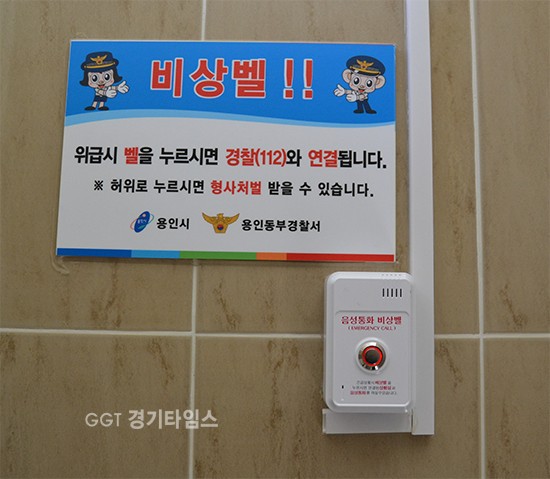 비상벨 !!
위급시 벨을 누르시면 경찰(112)와 연결됩니다.
※ 허위로 누르시면 형사처벌 받을 수 있습니다.
용인시 용인동부경찰서
음성통화 비상벨
( EMERGENCY CALL )
GGT 경기타임스